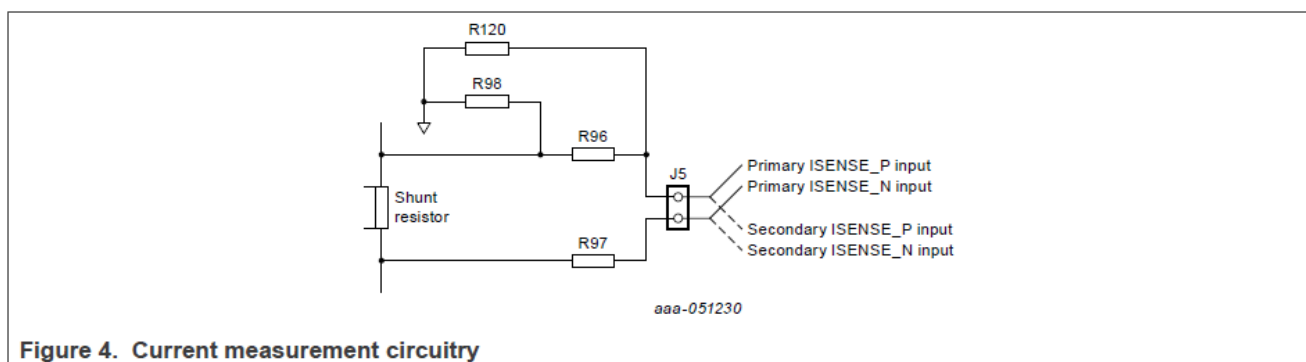 R120
R98
R96
J5
Primary ISENSE_P input
Primary ISENSE_N input
Shunt
resistor
Secondary ISENSE_P input
Secondary ISENSE_N input
R97
aaa-051230
Figure 4. Current measurement circuitry